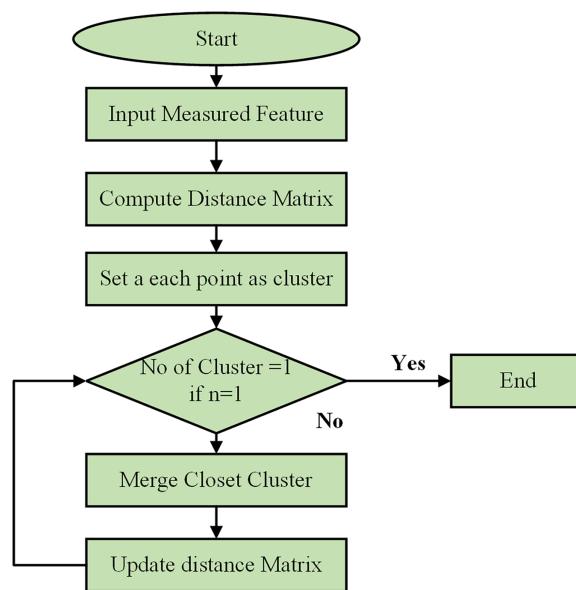 Start
Input Measured Feature
Compute Distance Matrix
Set a each point as cluster
No of Cluster =1
if n=1
Yes
End
No
Merge Closet Cluster
Update distance Matrix